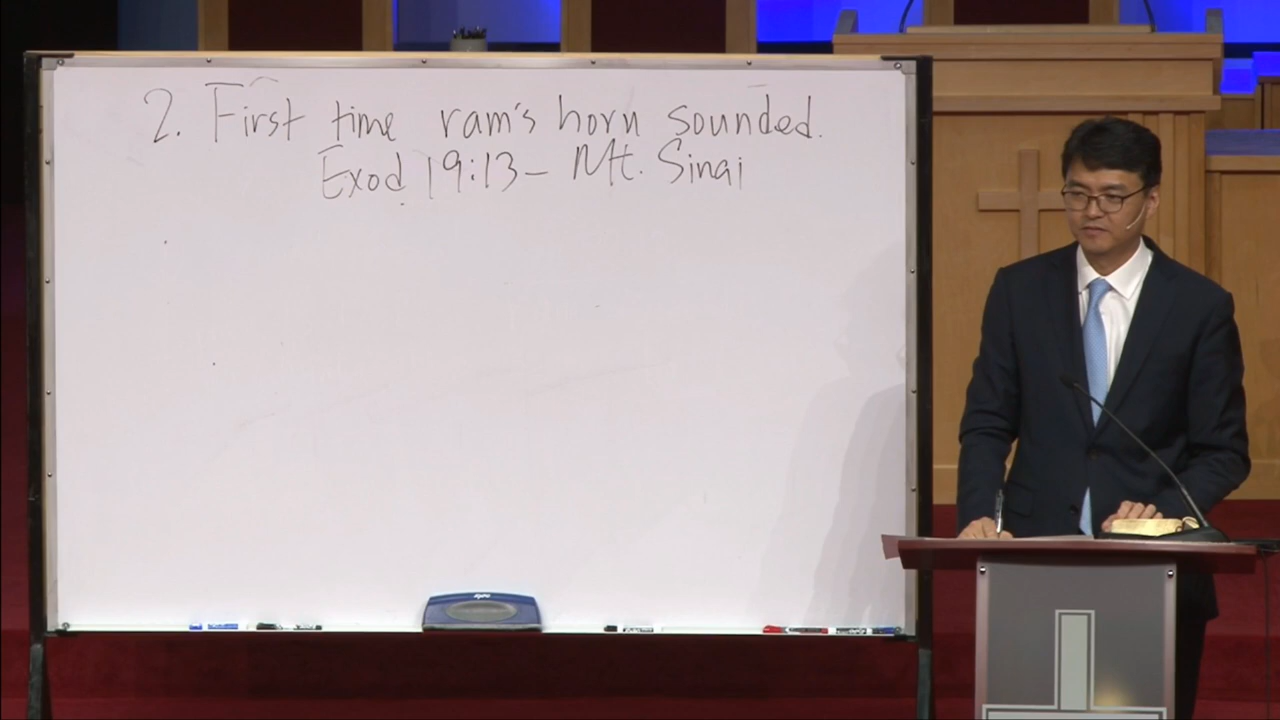 2. First time ram's horn sounded.
Exod 19:13 - Mt. Sinai